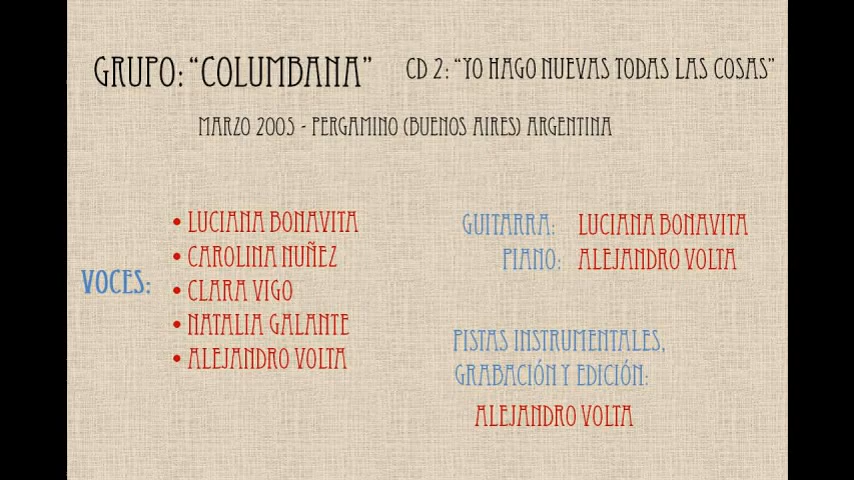 GRUPO: “COLUMBANA”
CD 2: “YO HAGO NUEVAS TODAS LAS COSAS”
MARZO 2005 - PERGAMINO (BUENOS AIRES) ARGENTINA
VOCES:
• LUCIANA BONAVITA
• CAROLINA NUÑEZ
• CLARA VIGO
• NATALIA GALANTE
• ALEJANDRO VOLTA
GUITARRA: LUCIANA BONAVITA
PIANO: ALEJANDRO VOLTA
PISTAS INSTRUMENTALES,
GRABACIÓN Y EDICIÓN:
ALEJANDRO VOLTA